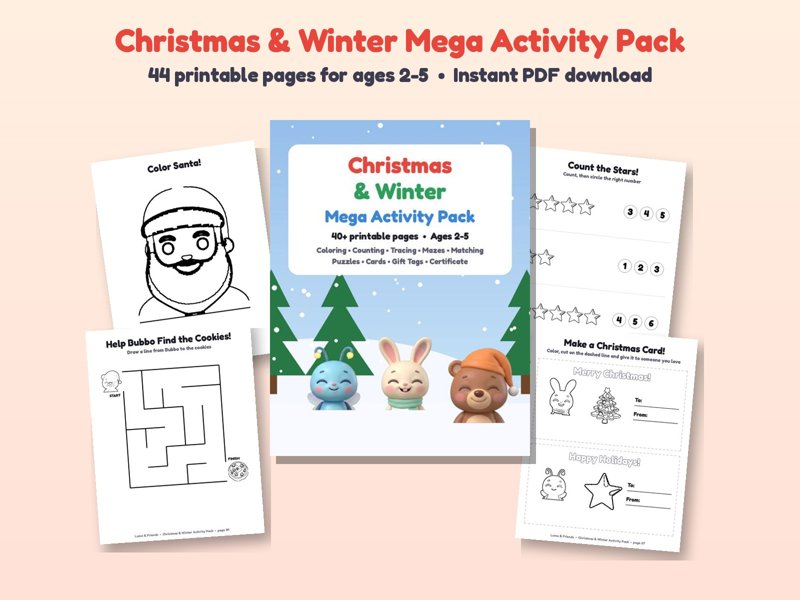 Christmas & Winter Mega Activity Pack
44 printable pages for ages 2-5 • Instant PDF download
Color Santa!
Christmas
& Winter
Mega Activity Pack
40+ printable pages • Ages 2-5
Coloring • Counting • Tracing • Mazes • Matching
Puzzles • Cards • Gift Tags • Certificate
Count the Stars!
Count, then circle the right number
3 4 5
1 2 3
4 5 6
Help Bubbo Find the Cookies!
Draw a line from Bubbo to the cookies
START
FINISH
Make a Christmas Card!
Color, cut on the dashed line and give it to someone you love
Merry Christmas!
To:
From:
Happy Holidays!
To:
From: